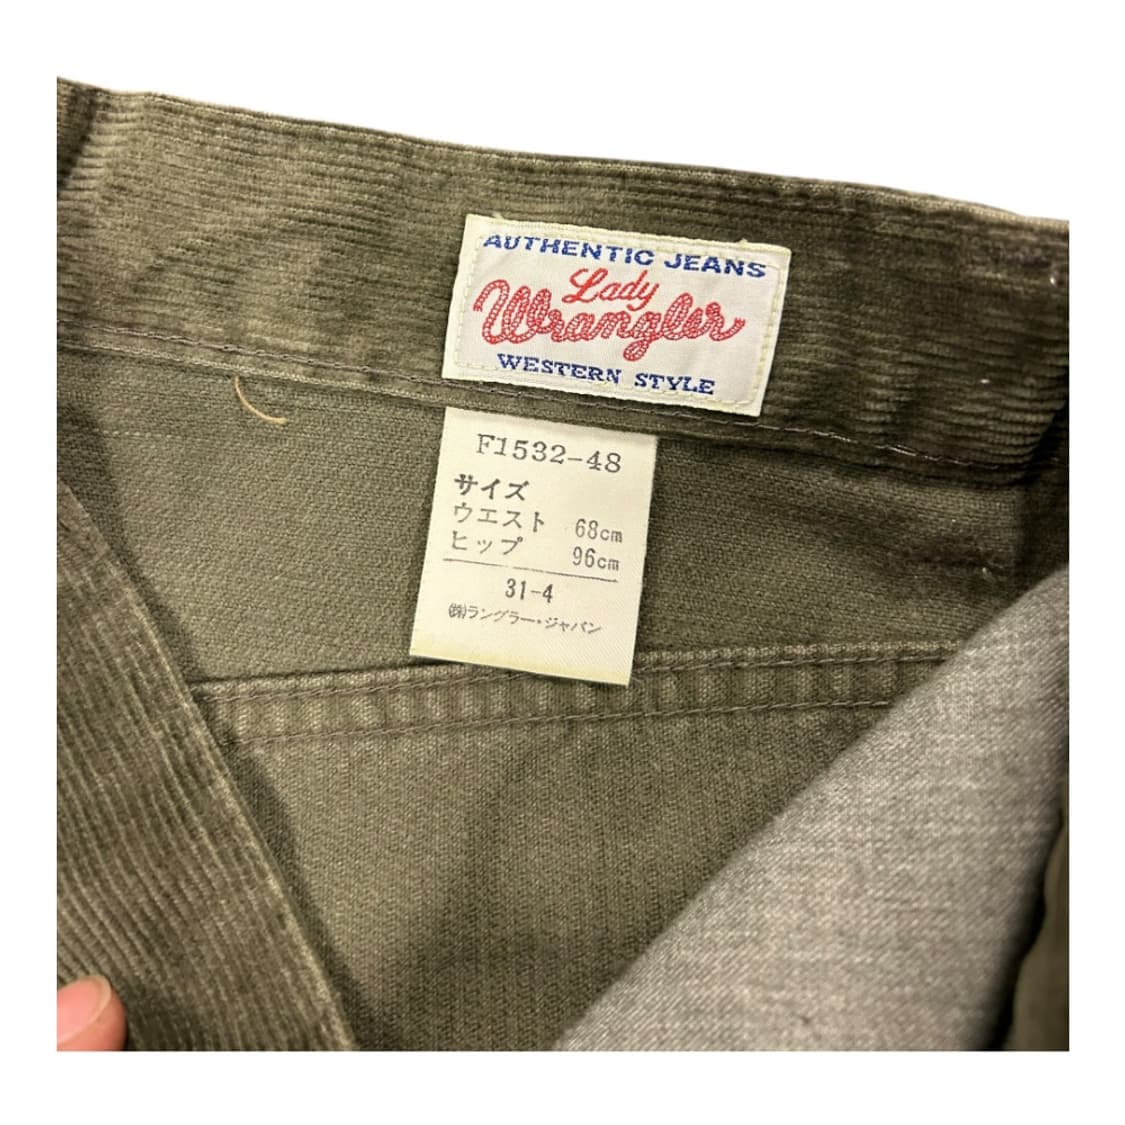 AUTHENTIC JEANS
Lady
Wrangler
WESTERN STYLE
F1532-48
サイズ
ウエスト 68cm
ヒップ 96cm
31-4
㈱ラングラー・ジャパン